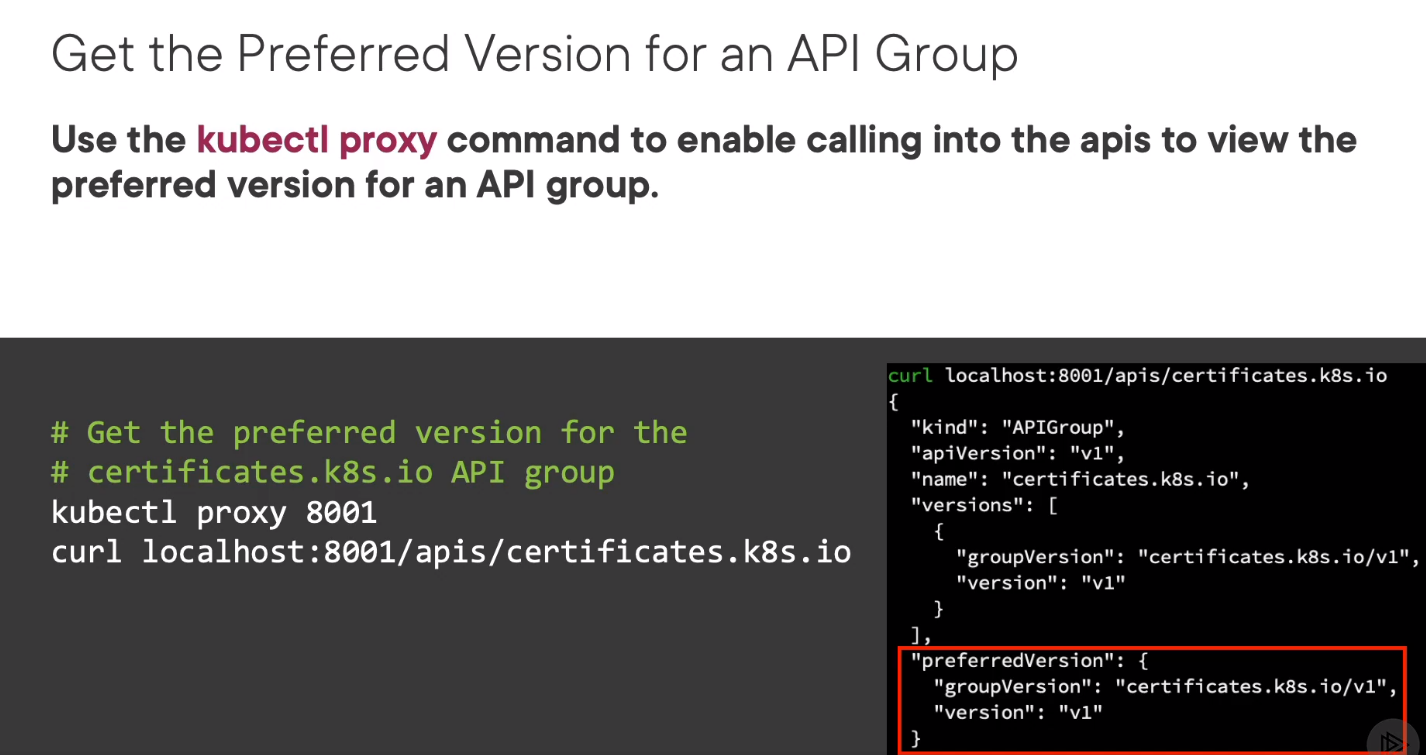 Get the Preferred Version for an API Group
Use the kubectl proxy command to enable calling into the apis to view the
preferred version for an API group.
# Get the preferred version for the
# certificates.k8s.io API group
kubectl proxy 8001
curl localhost:8001/apis/certificates.k8s.io
curl localhost:8001/apis/certificates.k8s.io
{
  "kind": "APIGroup",
  "apiVersion": "v1",
  "name": "certificates.k8s.io",
  "versions": [
    {
      "groupVersion": "certificates.k8s.io/v1",
      "version": "v1"
    }
  ],
  "preferredVersion": {
    "groupVersion": "certificates.k8s.io/v1",
    "version": "v1"
  }